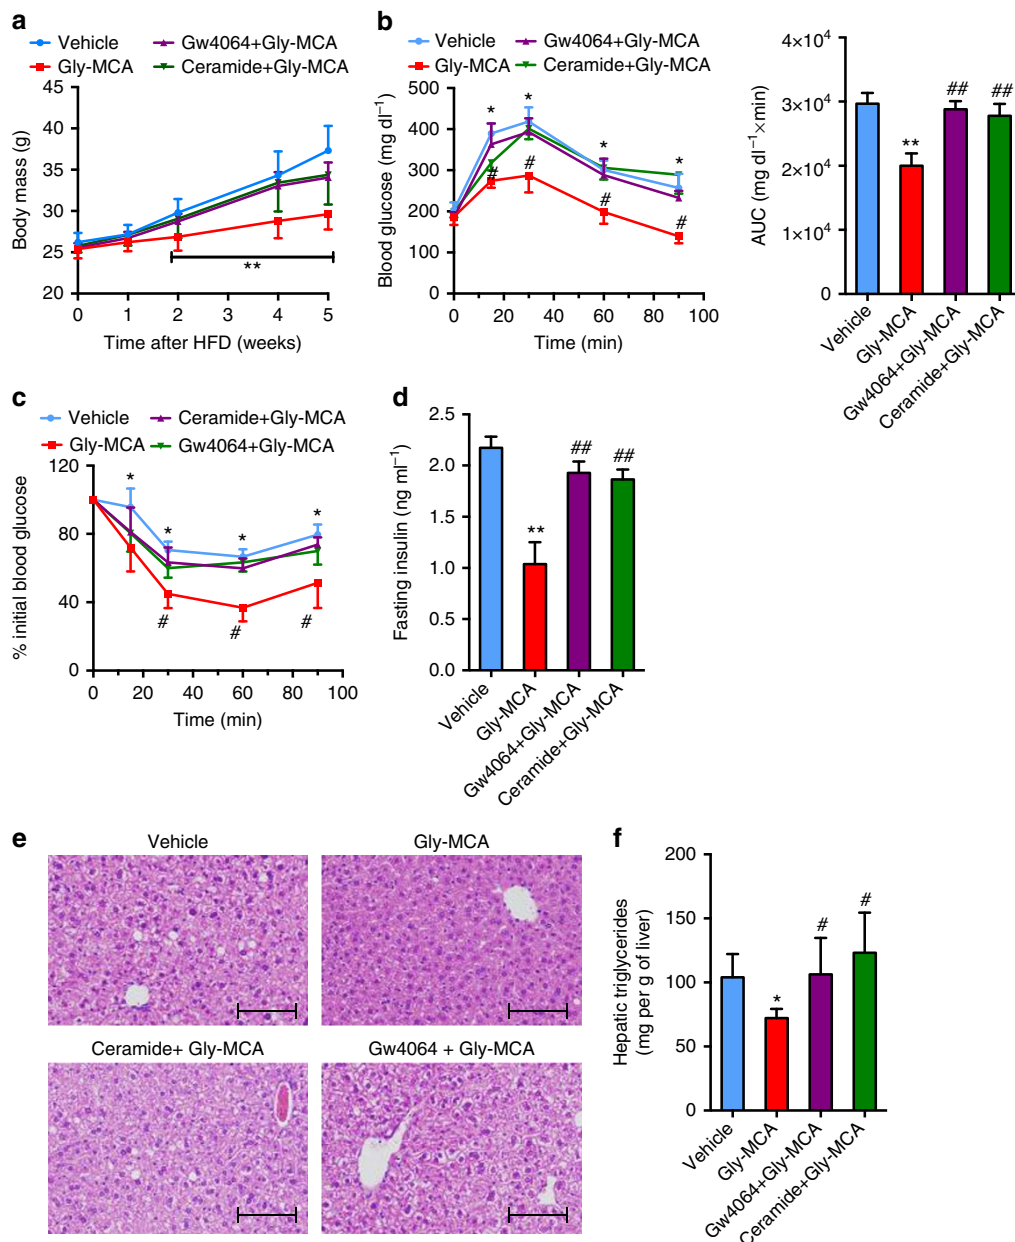 a
Vehicle
Gw4064+Gly-MCA
Gly-MCA
Ceramide+Gly-MCA
Body mass (g)
45
40
35
30
25
20
**
0 1 2 3 4 5
Time after HFD (weeks)
b
Vehicle
Gw4064+Gly-MCA
Gly-MCA
Ceramide+Gly-MCA
Blood glucose (mg dl⁻¹)
500
400
300
200
100
0
* * * *
# # # #
0 20 40 60 80 100
Time (min)
AUC (mg dl⁻¹×min)
4×10⁴
3×10⁴
2×10⁴
1×10⁴
0
**
##
##
Vehicle
Gly-MCA
Gw4064+Gly-MCA
Ceramide+Gly-MCA
c
Vehicle
Ceramide+Gly-MCA
Gly-MCA
Gw4064+Gly-MCA
% initial blood glucose
120
80
40
0
* * * *
# # #
0 20 40 60 80 100
Time (min)
d
Fasting insulin (ng ml⁻¹)
2.5
2.0
1.5
1.0
0.5
0.0
**
##
##
Vehicle
Gly-MCA
Gw4064+Gly-MCA
Ceramide+Gly-MCA
e
Vehicle
Gly-MCA
Ceramide+ Gly-MCA
Gw4064 + Gly-MCA
f
Hepatic triglycerides
(mg per g of liver)
200
150
100
50
0
*
#
#
Vehicle
Gly-MCA
Gw4064+Gly-MCA
Ceramide+Gly-MCA